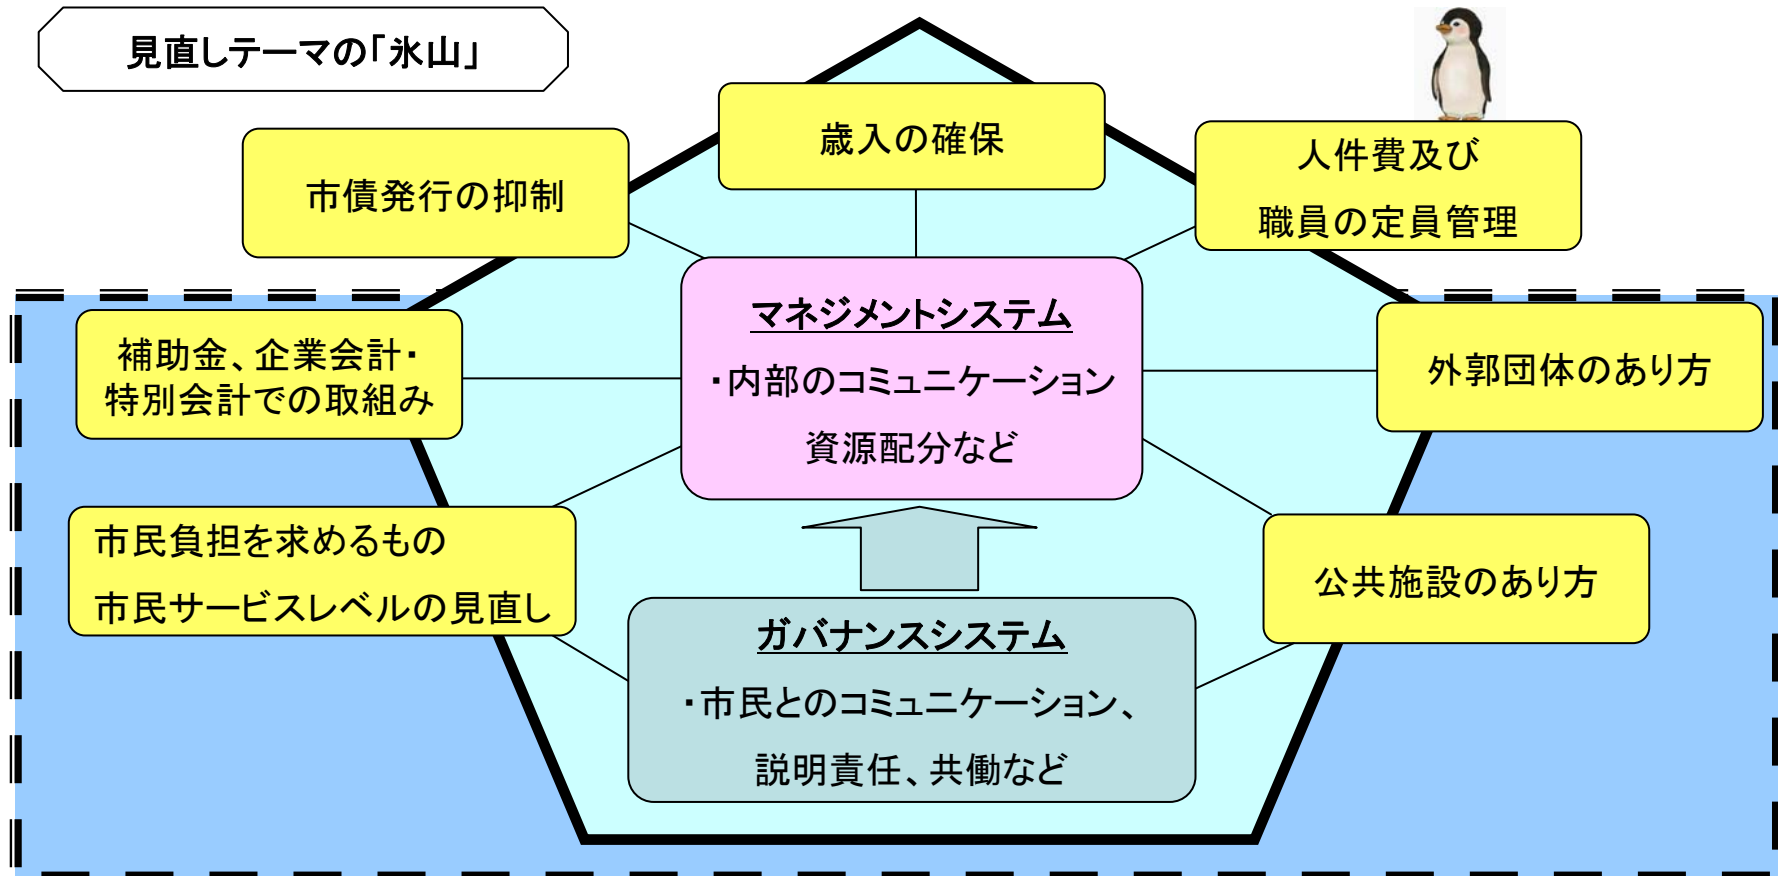 見直しテーマの「氷山」
歳入の確保
市債発行の抑制
人件費及び
職員の定員管理
マネジメントシステム
・内部のコミュニケーション
資源配分など
補助金、企業会計・
特別会計での取組み
外郭団体のあり方
市民負担を求めるもの
市民サービスレベルの見直し
公共施設のあり方
ガバナンスシステム
・市民とのコミュニケーション、
説明責任、共働など